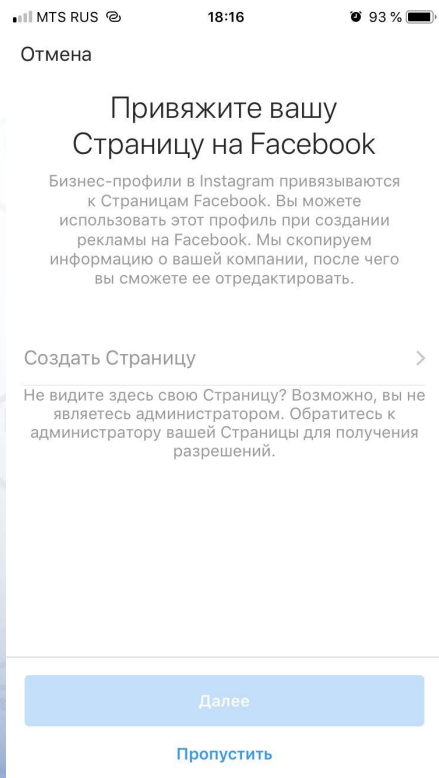 MTS RUS 18:16 93 %
Отмена
Привяжите вашу
Страницу на Facebook
Бизнес-профили в Instagram привязываются
к Страницам Facebook. Вы можете
использовать этот профиль при создании
рекламы на Facebook. Мы скопируем
информацию о вашей компании, после чего
вы сможете ее отредактировать.
Создать Страницу
Не видите здесь свою Страницу? Возможно, вы не
являетесь администратором. Обратитесь к
администратору вашей Страницы для получения
разрешений.
Далее
Пропустить